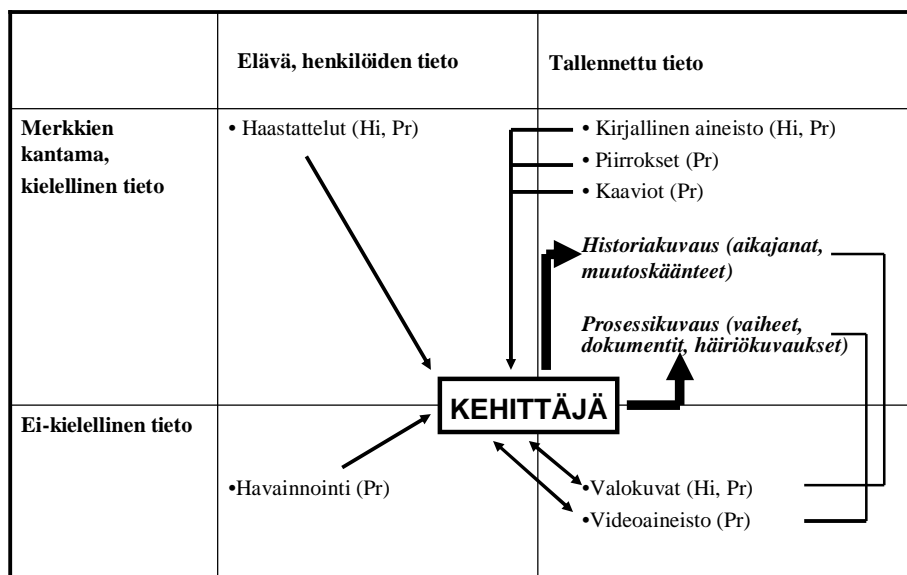 Elävä, henkilöiden tieto
Tallennettu tieto
Merkkien
kantama,
kielellinen tieto
• Haastattelut (Hi, Pr)
• Kirjallinen aineisto (Hi, Pr)
• Piirrokset (Pr)
• Kaaviot (Pr)
Historiakuvaus (aikajanat,
muutoskäänteet)
Prosessikuvaus (vaiheet,
dokumentit, häiriökuvaukset)
KEHITTÄJÄ
Ei-kielellinen tieto
•Havainnointi (Pr)
•Valokuvat (Hi, Pr)
•Videoaineisto (Pr)